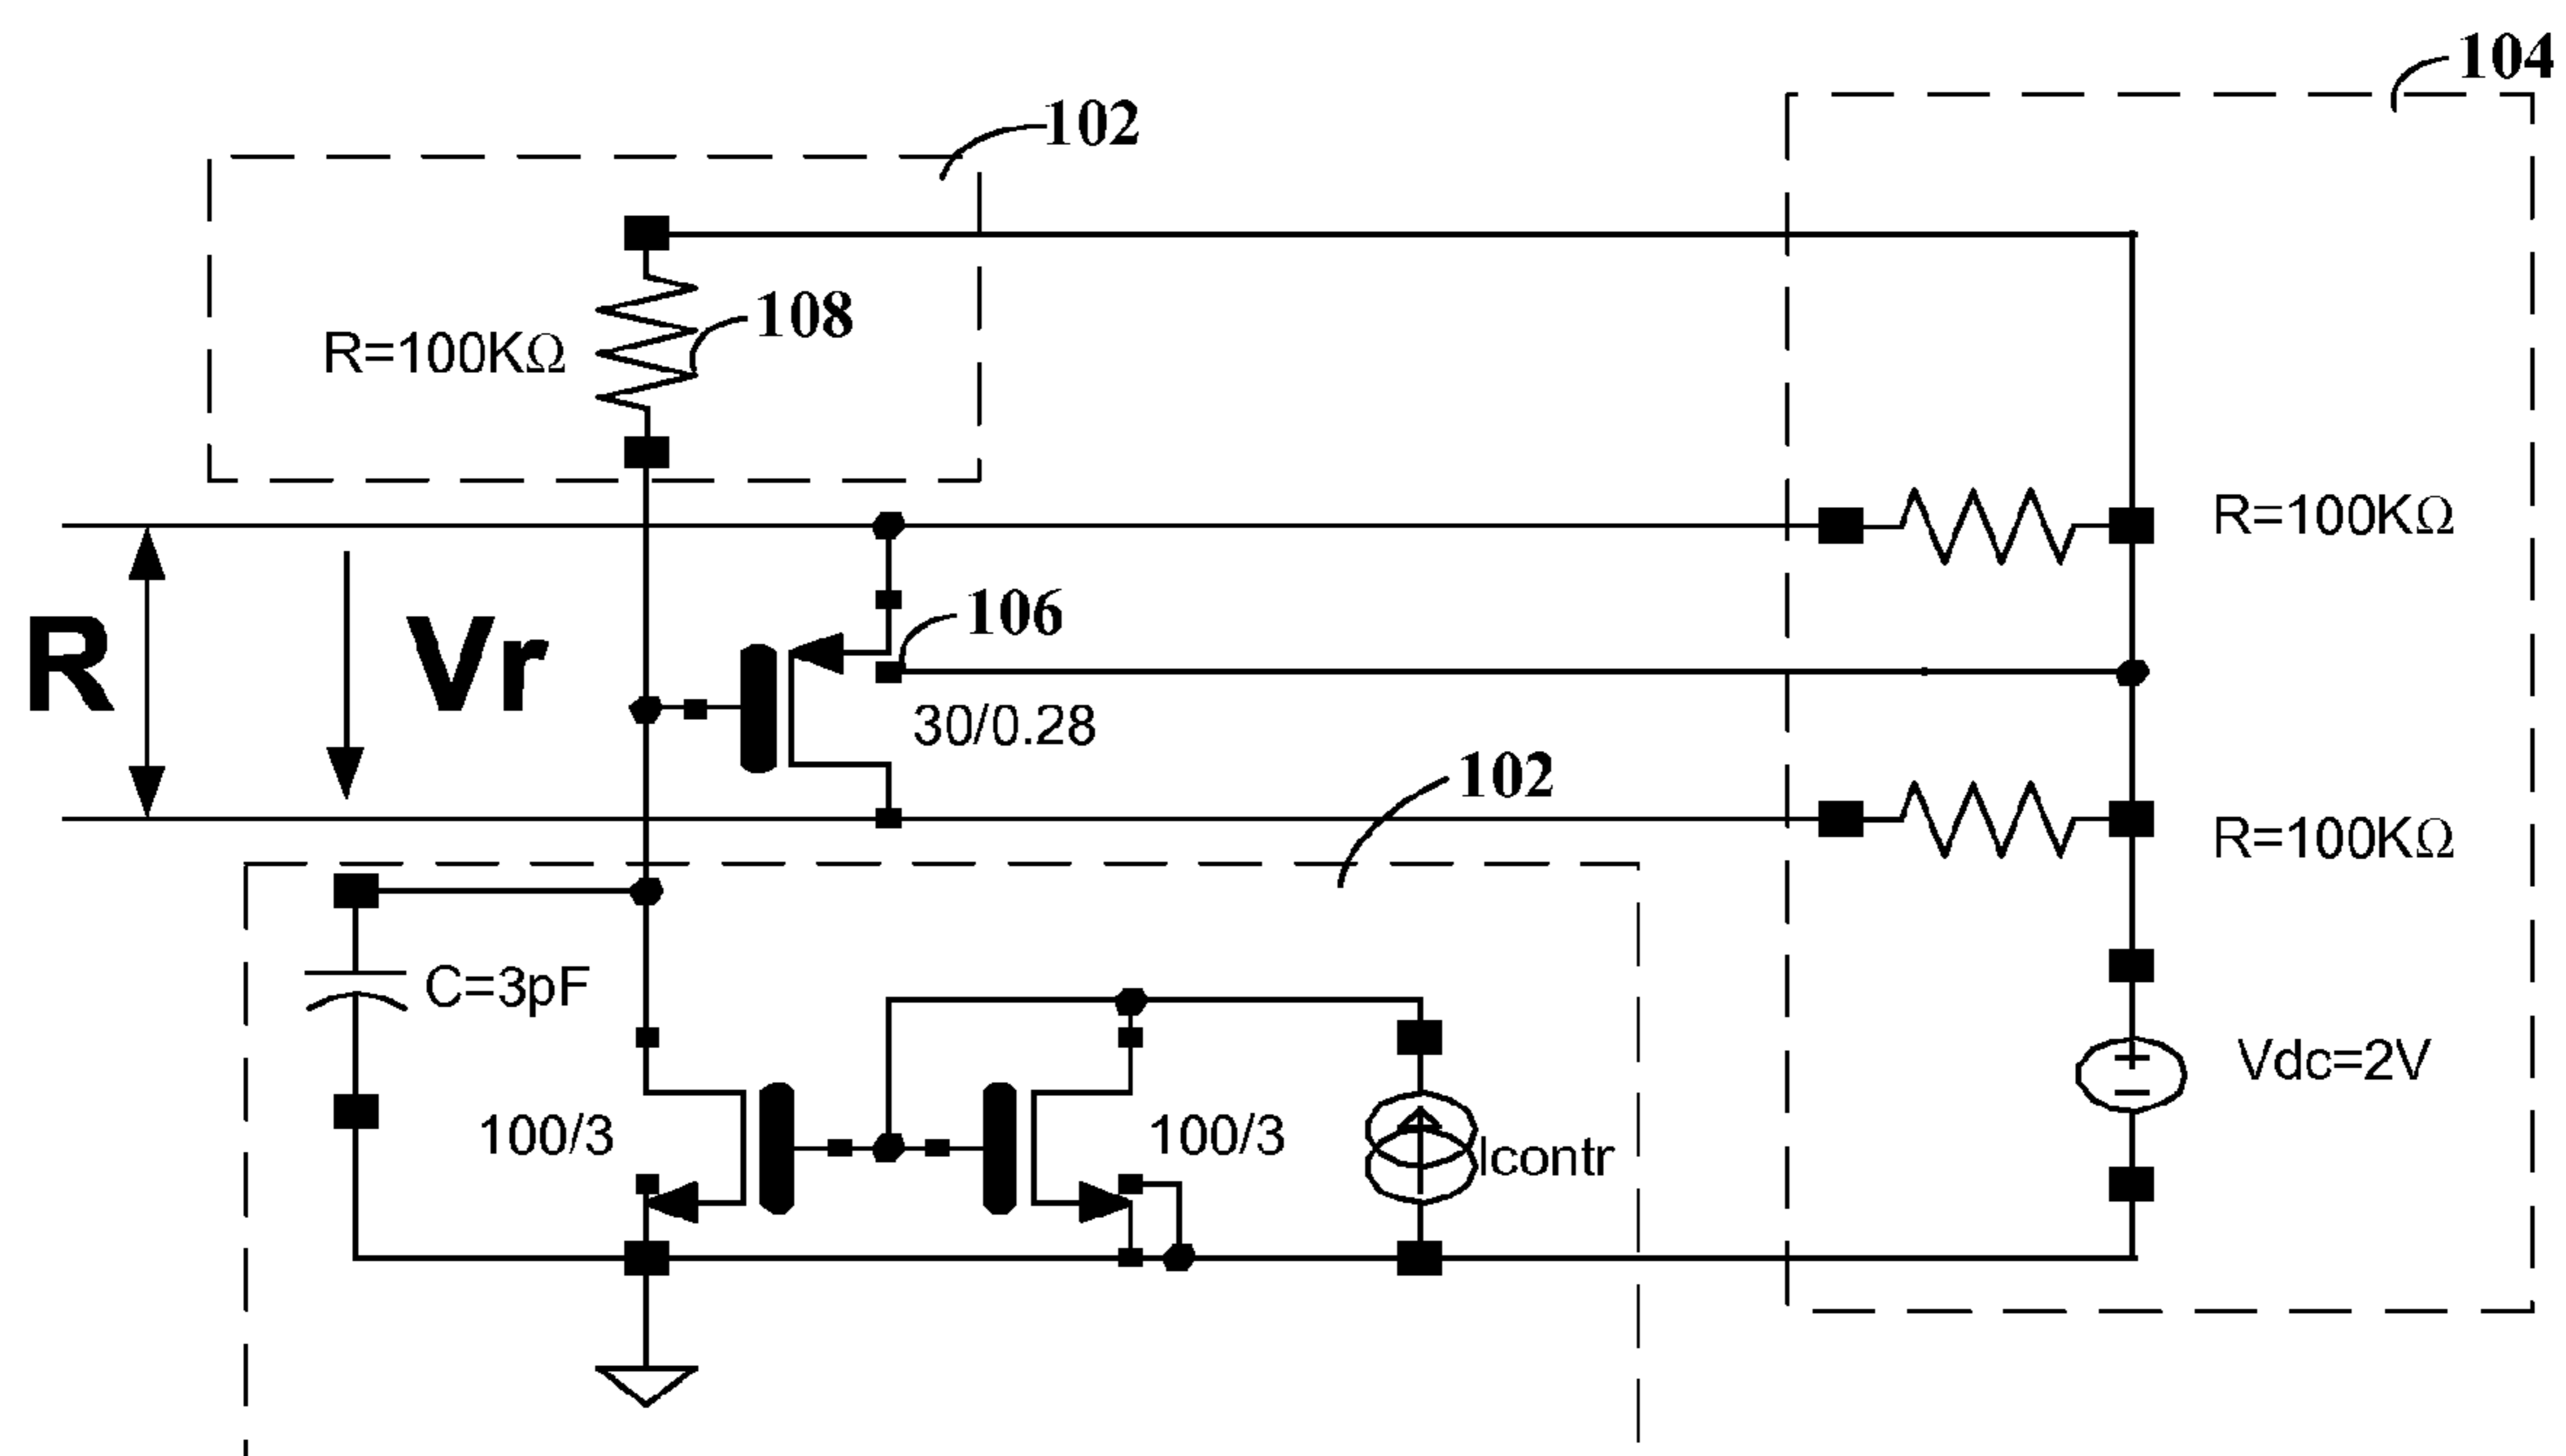 104
102
108
R=100KΩ
R=100KΩ
106
R
Vr
30/0.28
102
R=100KΩ
C=3pF
Vdc=2V
100/3
100/3
Icontr